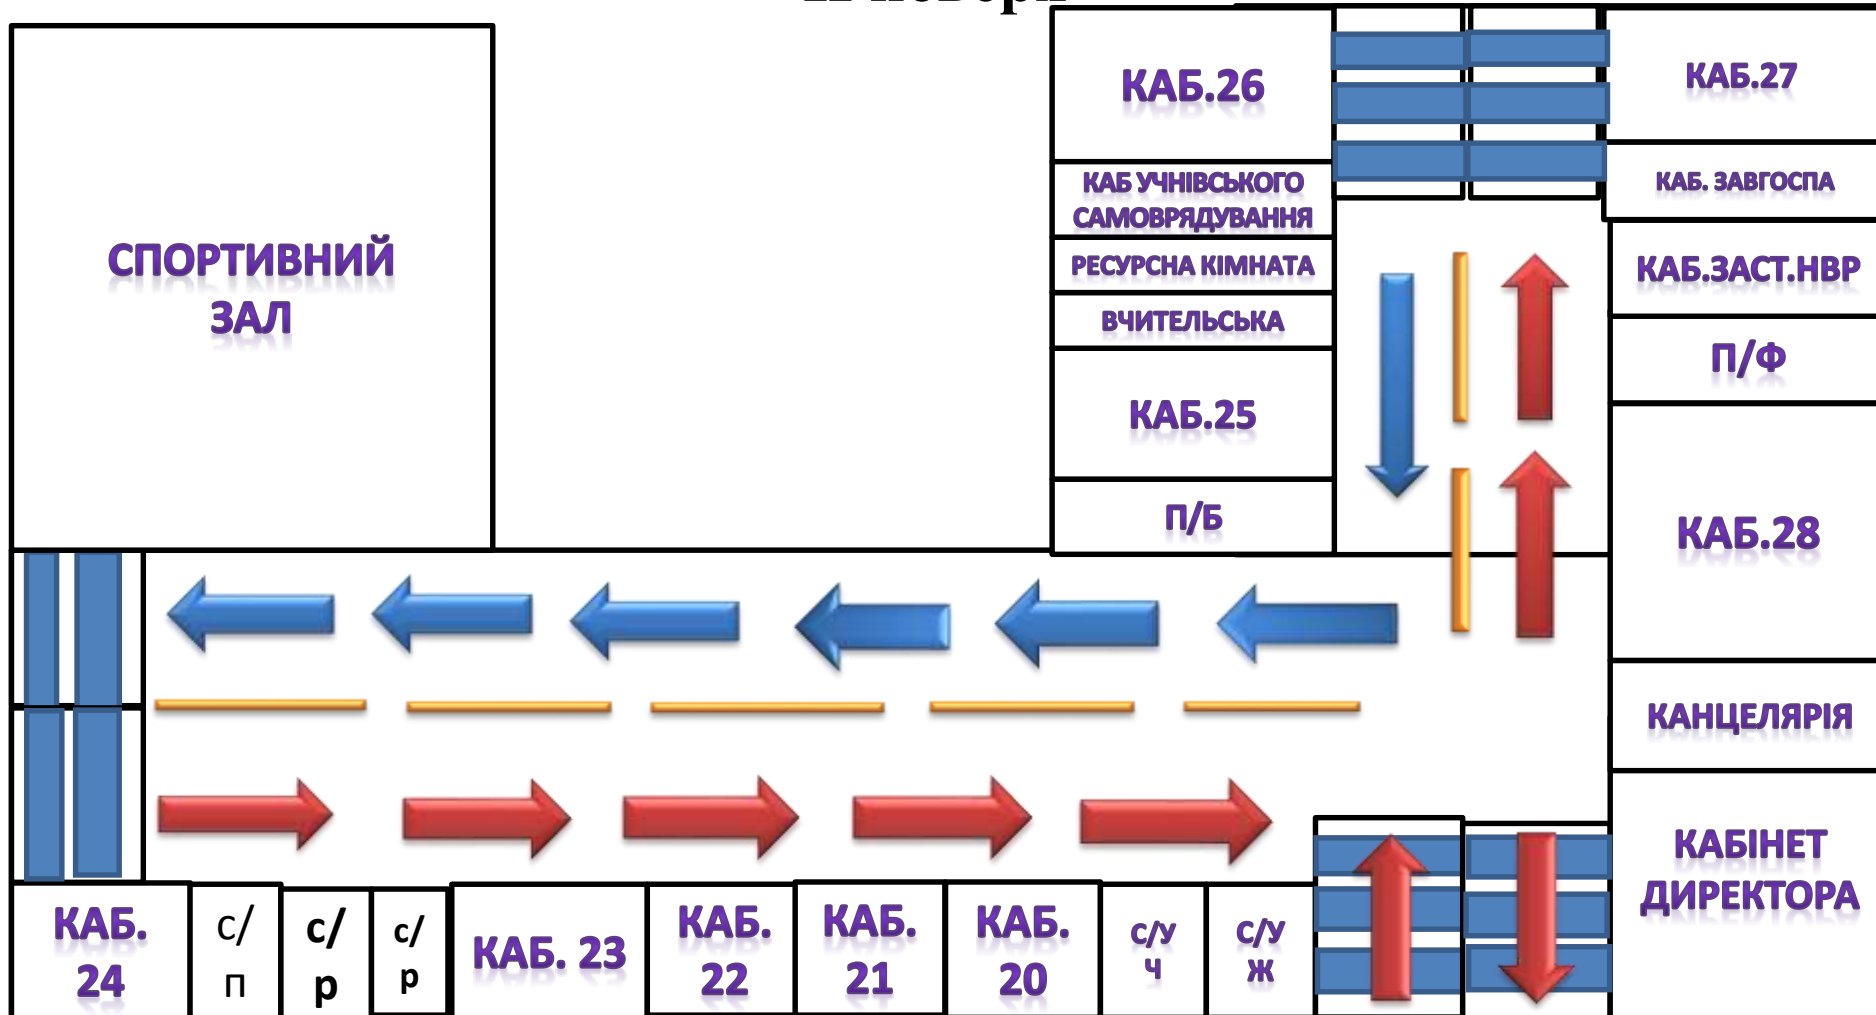 КАБ.26
КАБ.27
КАБ УЧНІВСЬКОГО
САМОВРЯДУВАННЯ
КАБ. ЗАВГОСПА
РЕСУРСНА КІМНАТА
КАБ.ЗАСТ.НВР
СПОРТИВНИЙ
ЗАЛ
ВЧИТЕЛЬСЬКА
П/Ф
КАБ.25
П/Б
КАБ.28
КАНЦЕЛЯРІЯ
КАБІНЕТ
ДИРЕКТОРА
КАБ.
24
с/
п
с/
р
с/
р
КАБ. 23
КАБ.
22
КАБ.
21
КАБ.
20
С/У
Ч
С/У
Ж